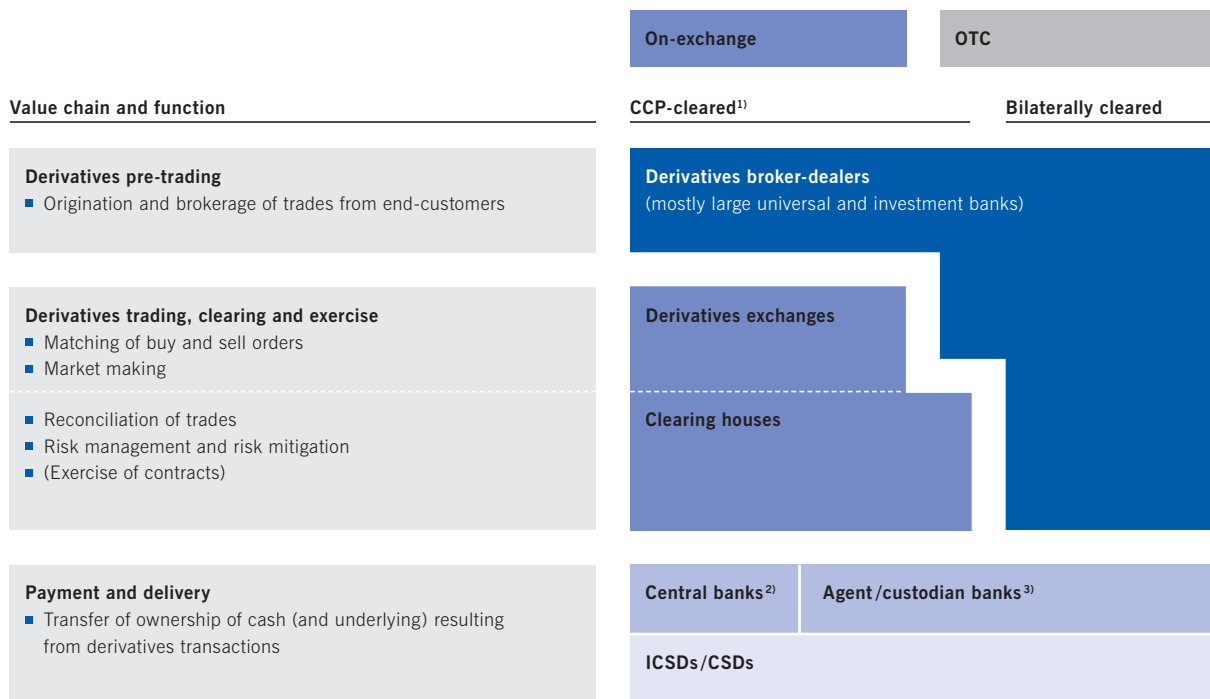 On-exchange
OTC
Value chain and function
CCP-cleared¹⁾
Bilaterally cleared
Derivatives pre-trading
Origination and brokerage of trades from end-customers
Derivatives broker-dealers
(mostly large universal and investment banks)
Derivatives trading, clearing and exercise
Matching of buy and sell orders
Market making
Derivatives exchanges
Reconciliation of trades
Risk management and risk mitigation
(Exercise of contracts)
Clearing houses
Payment and delivery
Transfer of ownership of cash (and underlying) resulting
from derivatives transactions
Central banks²⁾
Agent/custodian banks³⁾
ICSDs/CSDs